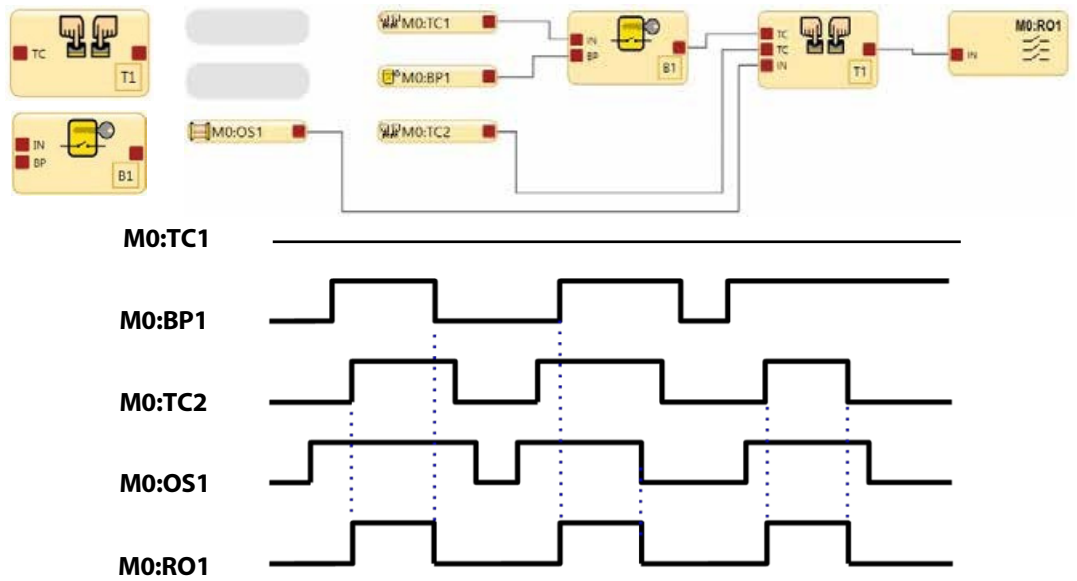 TC
T1
IN
BP
B1
M0:OS1
M0:TC1
M0:BP1
M0:TC2
IN
BP
B1
TC
TC
IN
T1
M0:RO1
IN
M0:TC1
M0:BP1
M0:TC2
M0:OS1
M0:RO1